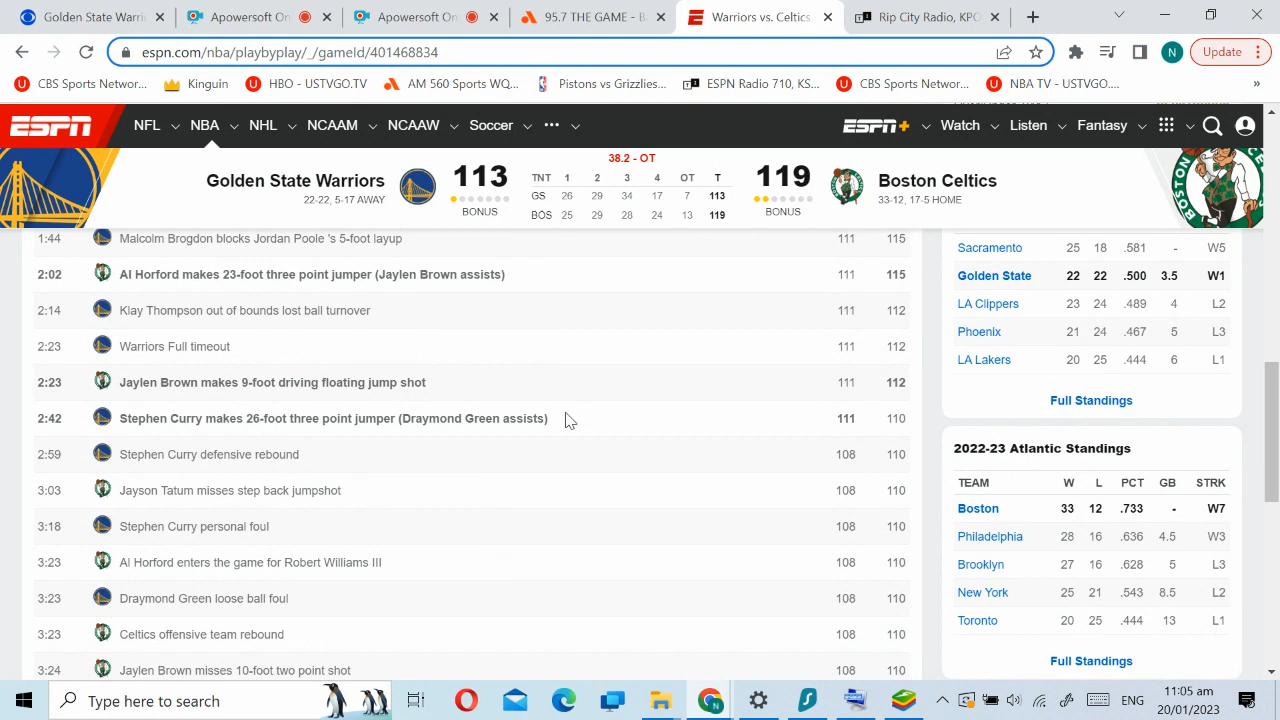 Golden State Warri
Apowersoft On
Apowersoft On
95.7 THE GAME - B
Warriors vs. Celtics
Rip City Radio, KPO
espn.com/nba/playbyplay/_/gameId/401468834
N
Update
CBS Sports Networ...
Kinguin
HBO - USTVGO.TV
AM 560 Sports WQ...
Pistons vs Grizzlies...
ESPN Radio 710, KS...
CBS Sports Networ...
NBA TV - USTVGO....
»
ESPN
NFL
NBA
NHL
NCAAM
NCAAW
Soccer
ESPN+
Watch
Listen
Fantasy
38.2 - OT
Golden State Warriors
22-22, 5-17 AWAY
113
BONUS
TNT 1 2 3 4 OT T
GS 26 29 34 17 7 113
BOS 25 29 28 24 13 119
119
BONUS
Boston Celtics
33-12, 17-5 HOME
1:44 Malcolm Brogdon blocks Jordan Poole 's 5-foot layup 111 115
2:02 Al Horford makes 23-foot three point jumper (Jaylen Brown assists) 111 115
2:14 Klay Thompson out of bounds lost ball turnover 111 112
2:23 Warriors Full timeout 111 112
2:23 Jaylen Brown makes 9-foot driving floating jump shot 111 112
2:42 Stephen Curry makes 26-foot three point jumper (Draymond Green assists) 111 110
2:59 Stephen Curry defensive rebound 108 110
3:03 Jayson Tatum misses step back jumpshot 108 110
3:18 Stephen Curry personal foul 108 110
3:23 Al Horford enters the game for Robert Williams III 108 110
3:23 Draymond Green loose ball foul 108 110
3:23 Celtics offensive team rebound 108 110
3:24 Jaylen Brown misses 10-foot two point shot 108 110
Sacramento 25 18 .581 - W5
Golden State 22 22 .500 3.5 W1
LA Clippers 23 24 .489 4 L2
Phoenix 21 24 .467 5 L3
LA Lakers 20 25 .444 6 L1
Full Standings
2022-23 Atlantic Standings
TEAM W L PCT GB STRK
Boston 33 12 .733 - W7
Philadelphia 28 16 .636 4.5 W3
Brooklyn 27 16 .628 5 L3
New York 25 21 .543 8.5 L2
Toronto 20 25 .444 13 L1
Full Standings
Type here to search
ENG
11:05 am
20/01/2023